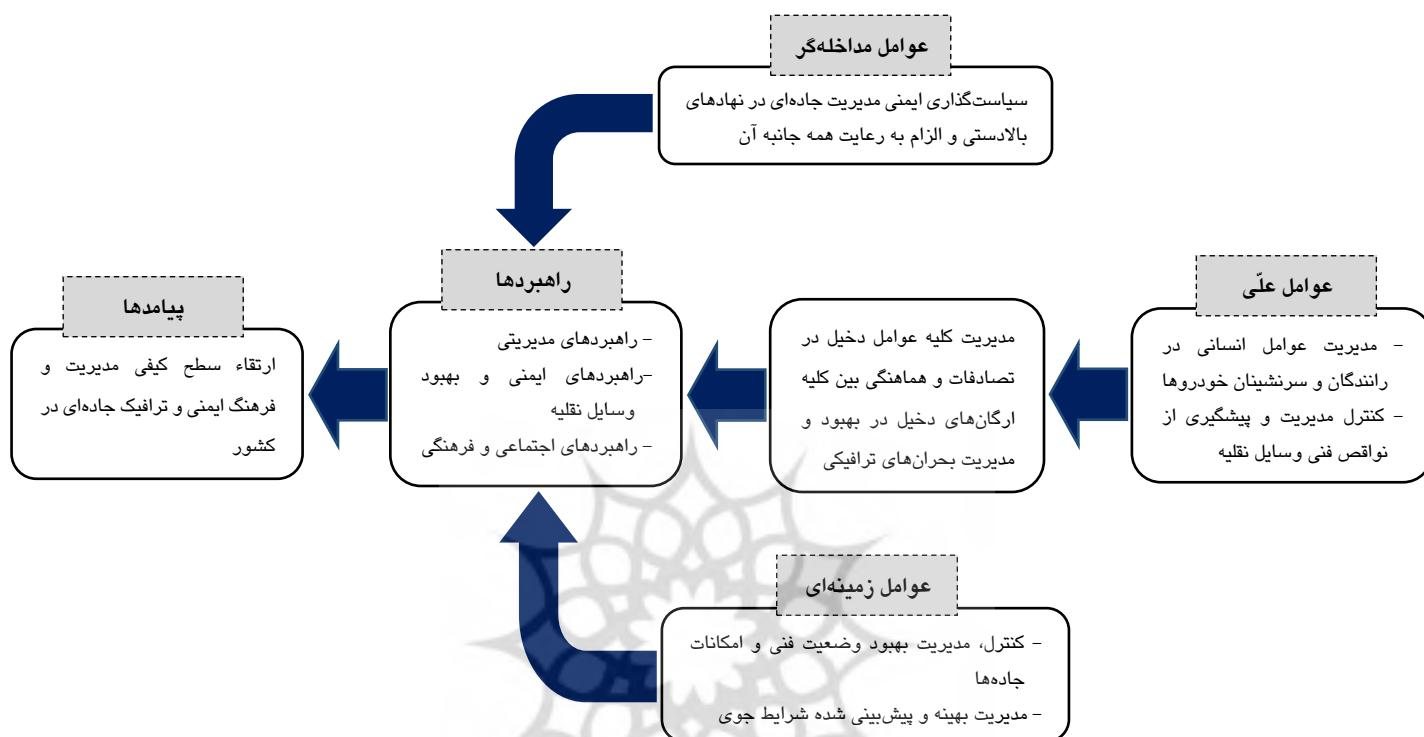 عوامل مداخله‌گر
سیاست‌گذاری ایمنی مدیریت جاده‌ای در نهادهای
بالادستی و الزام به رعایت همه جانبه آن
عوامل علّی
- مدیریت عوامل انسانی در
رانندگان و سرنشینان خودروها
- کنترل مدیریت و پیشگیری از
نواقص فنی وسایل نقلیه
مدیریت کلیه عوامل دخیل در
تصادفات و هماهنگی بین کلیه
ارگان‌های دخیل در بهبود و
مدیریت بحران‌های ترافیکی
راهبردها
- راهبردهای مدیریتی
-راهبردهای ایمنی و بهبود
وسایل نقلیه
- راهبردهای اجتماعی و فرهنگی
پیامدها
ارتقاء سطح کیفی مدیریت و
فرهنگ ایمنی و ترافیک جاده‌ای در
کشور
عوامل زمینه‌ای
- کنترل، مدیریت بهبود وضعیت فنی و امکانات
جاده‌ها
- مدیریت بهینه و پیش‌بینی شده شرایط جوی